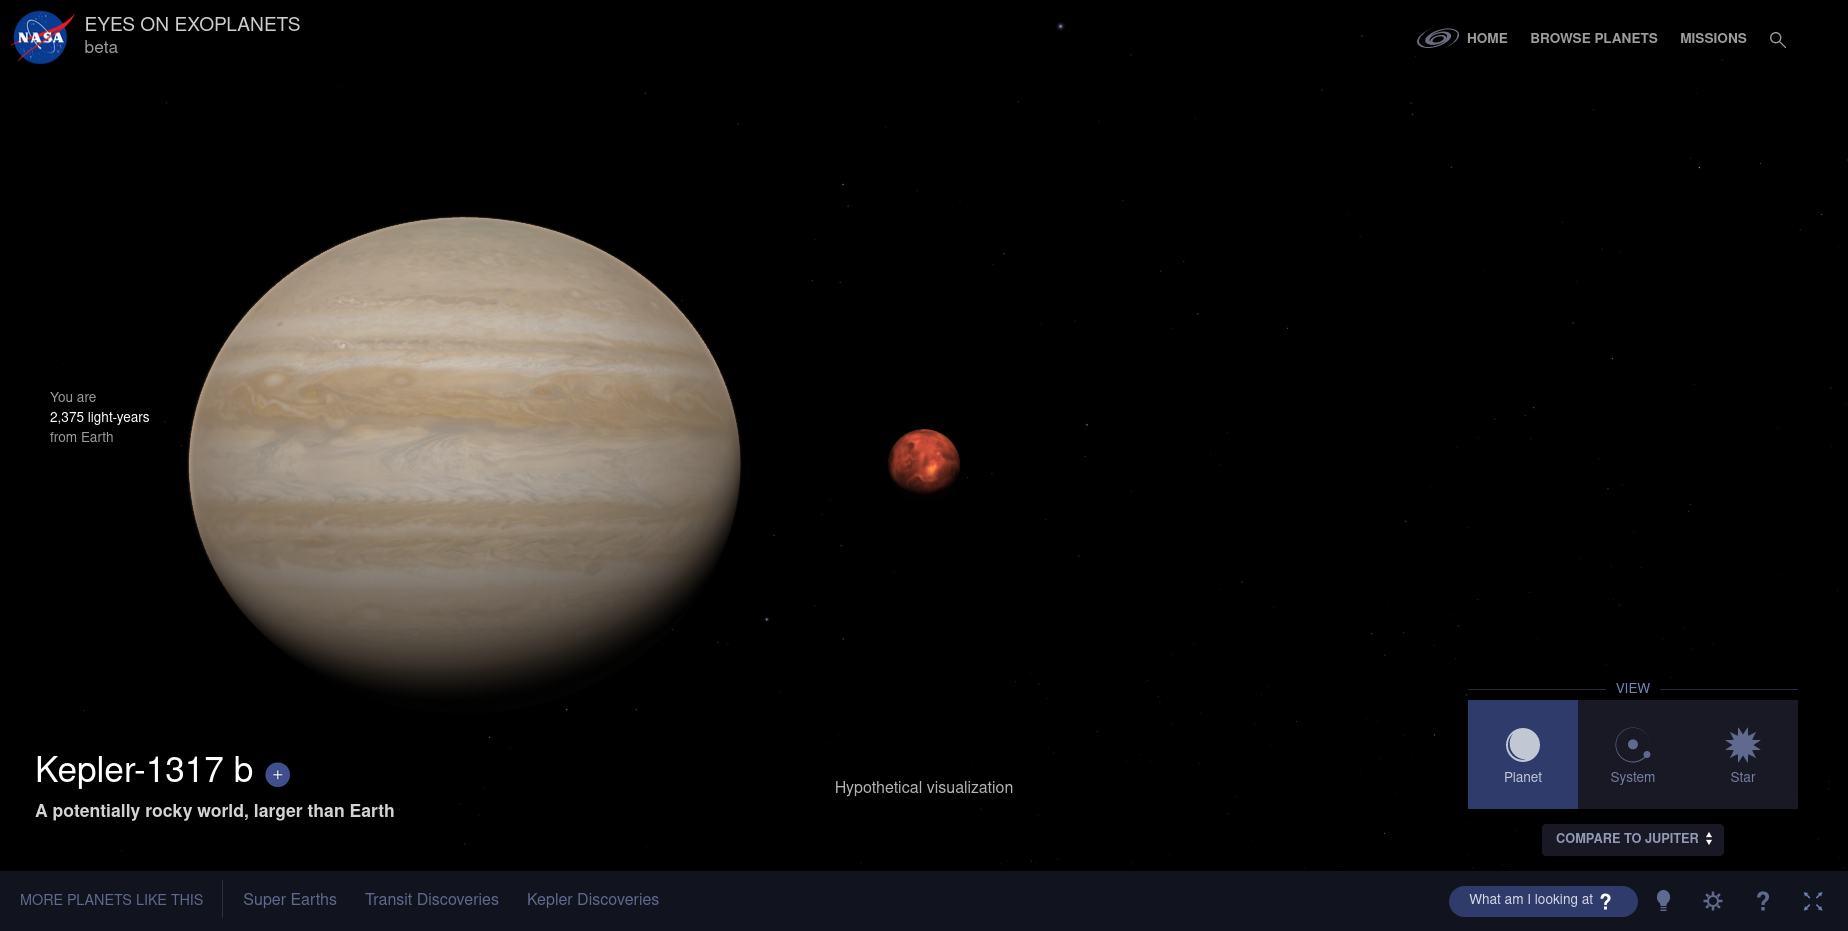 NASA
EYES ON EXOPLANETS
beta
HOME
BROWSE PLANETS
MISSIONS
You are
2,375 light-years
from Earth
Kepler-1317 b +
A potentially rocky world, larger than Earth
Hypothetical visualization
VIEW
Planet
System
Star
COMPARE TO JUPITER
MORE PLANETS LIKE THIS
Super Earths
Transit Discoveries
Kepler Discoveries
What am I looking at ?
?